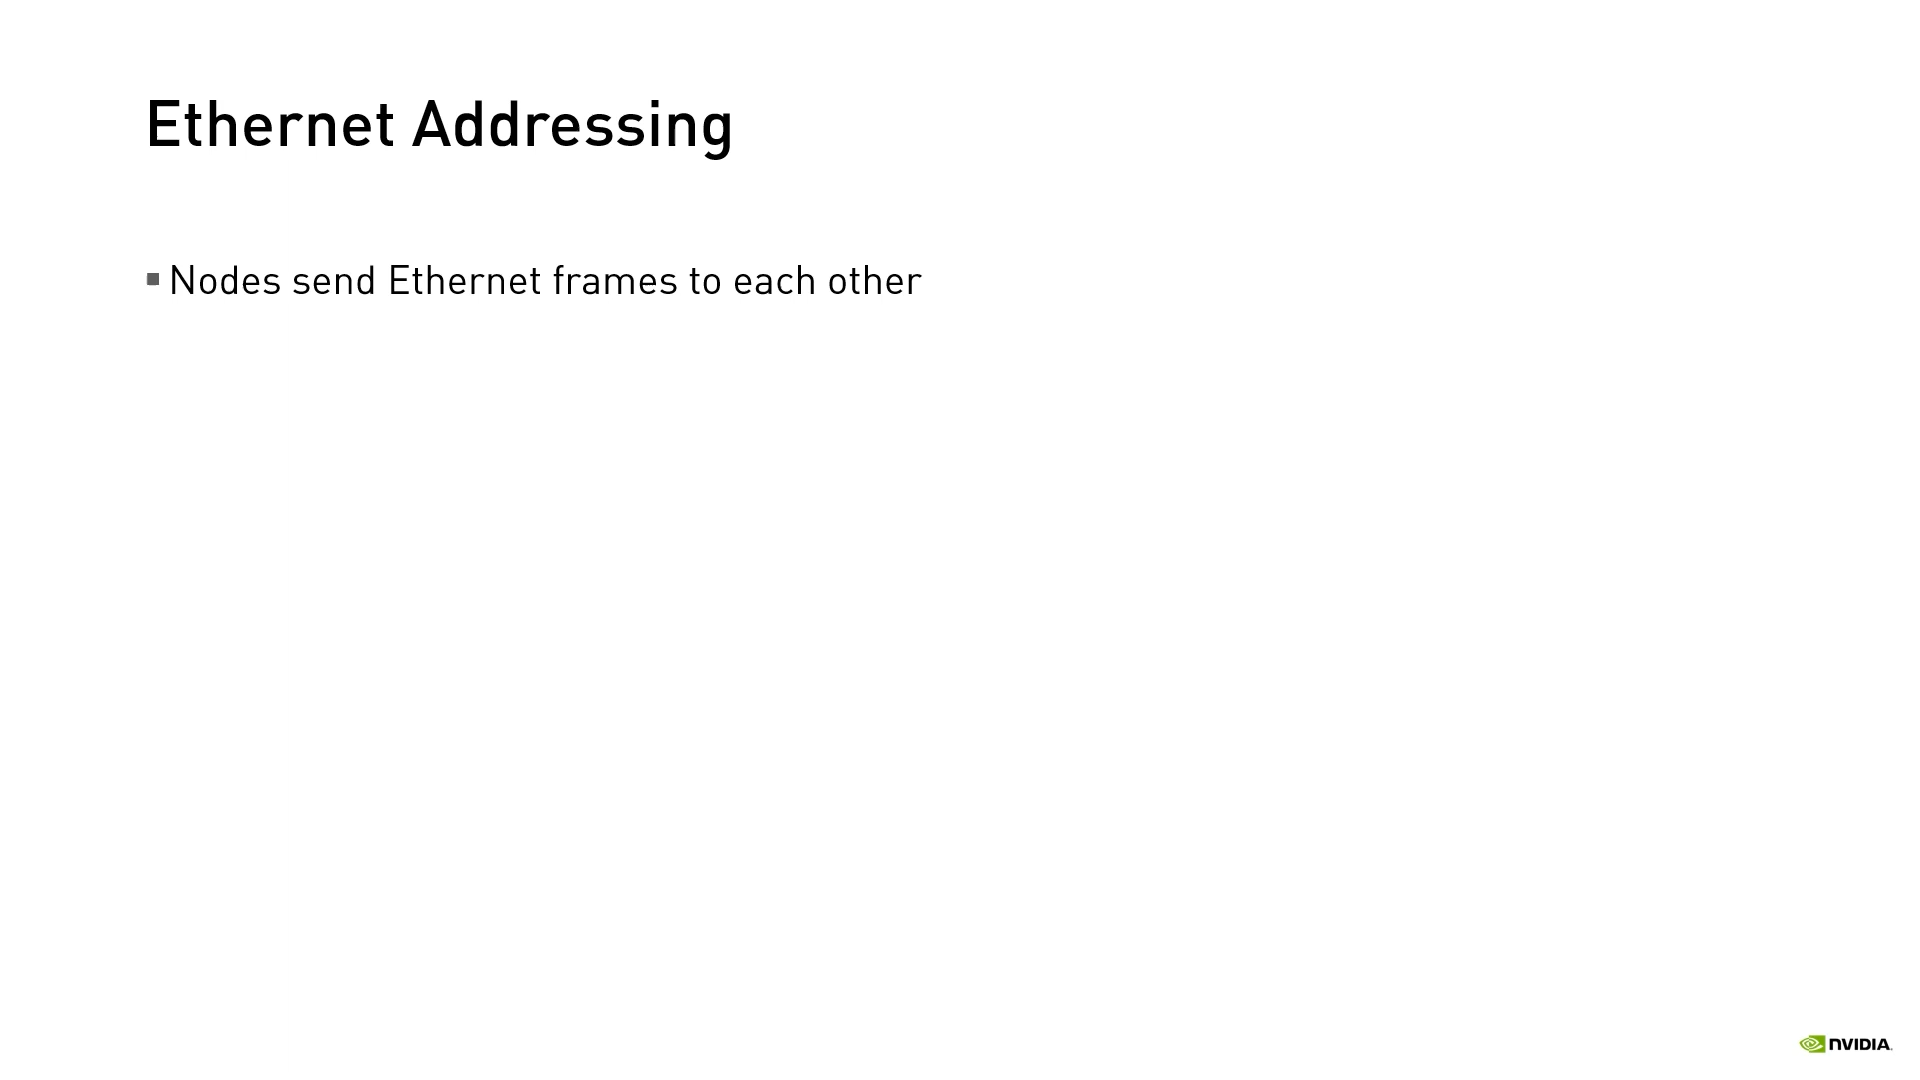 Ethernet Addressing
▪ Nodes send Ethernet frames to each other
NVIDIA.